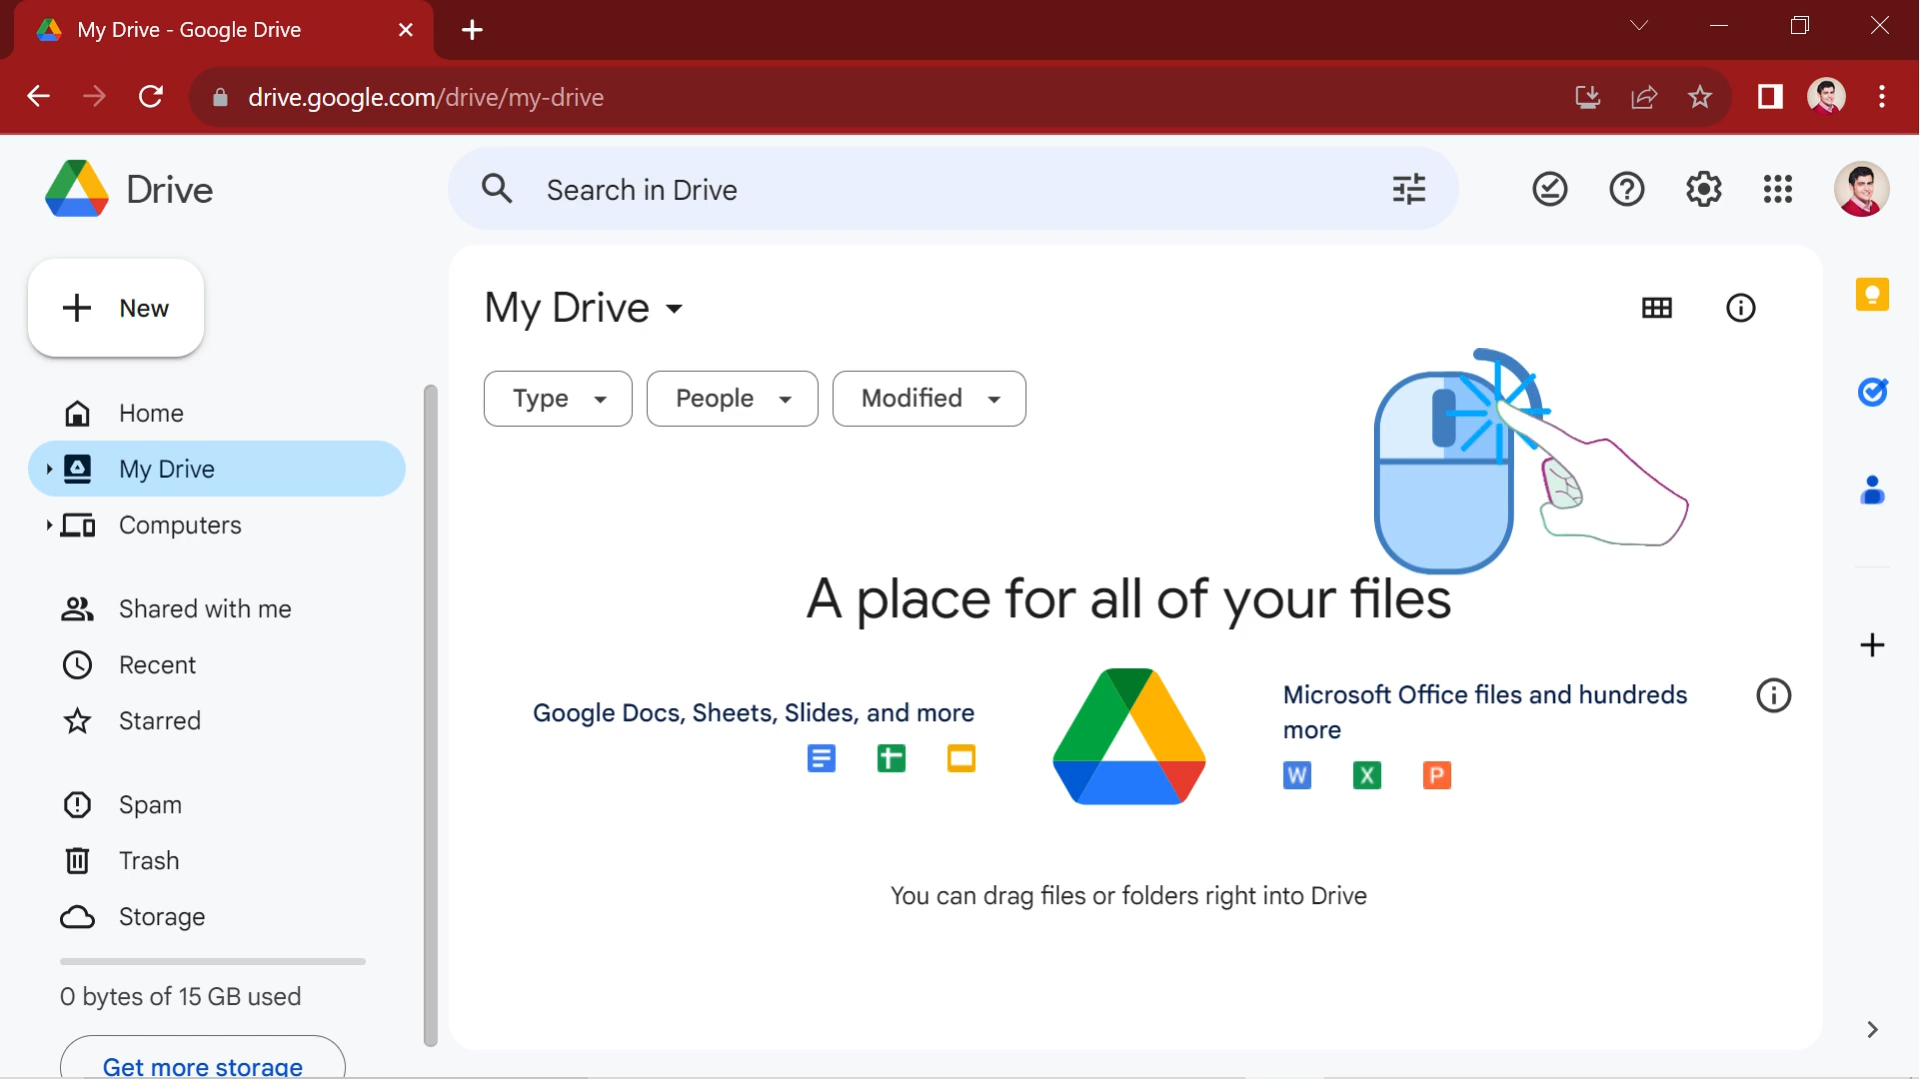 My Drive - Google Drive
drive.google.com/drive/my-drive
Drive
Search in Drive
New
My Drive
Type
People
Modified
Home
My Drive
Computers
Shared with me
Recent
Starred
Spam
Trash
Storage
0 bytes of 15 GB used
Get more storage
A place for all of your files
Google Docs, Sheets, Slides, and more
Microsoft Office files and hundreds
more
W X P
You can drag files or folders right into Drive